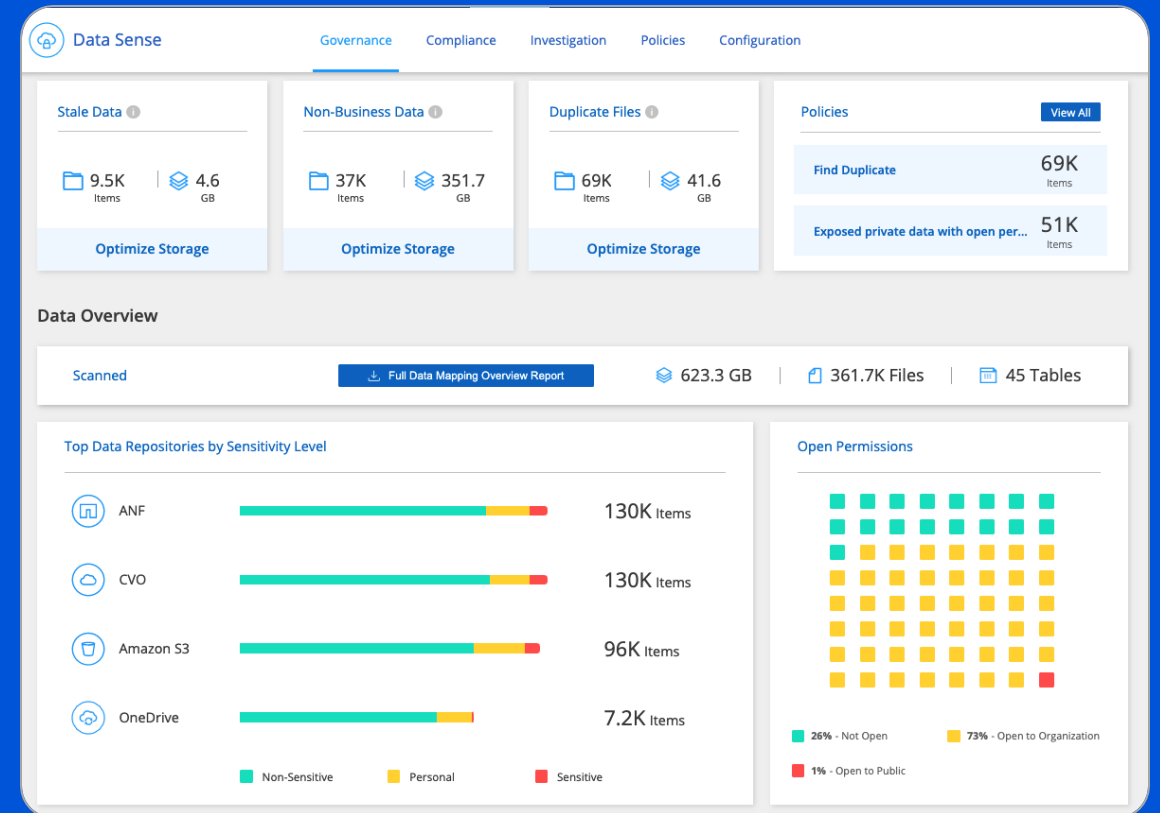 Data Sense
Governance Compliance Investigation Policies Configuration
Stale Data
9.5K Items
4.6 GB
Optimize Storage
Non-Business Data
37K Items
351.7 GB
Optimize Storage
Duplicate Files
69K Items
41.6 GB
Optimize Storage
Policies
View All
Find Duplicate
69K Items
Exposed private data with open per...
51K Items
Data Overview
Scanned
Full Data Mapping Overview Report
623.3 GB
361.7K Files
45 Tables
Top Data Repositories by Sensitivity Level
ANF 130K Items
CVO 130K Items
Amazon S3 96K Items
OneDrive 7.2K Items
Non-Sensitive Personal Sensitive
Open Permissions
26% - Not Open 73% - Open to Organization
1% - Open to Public